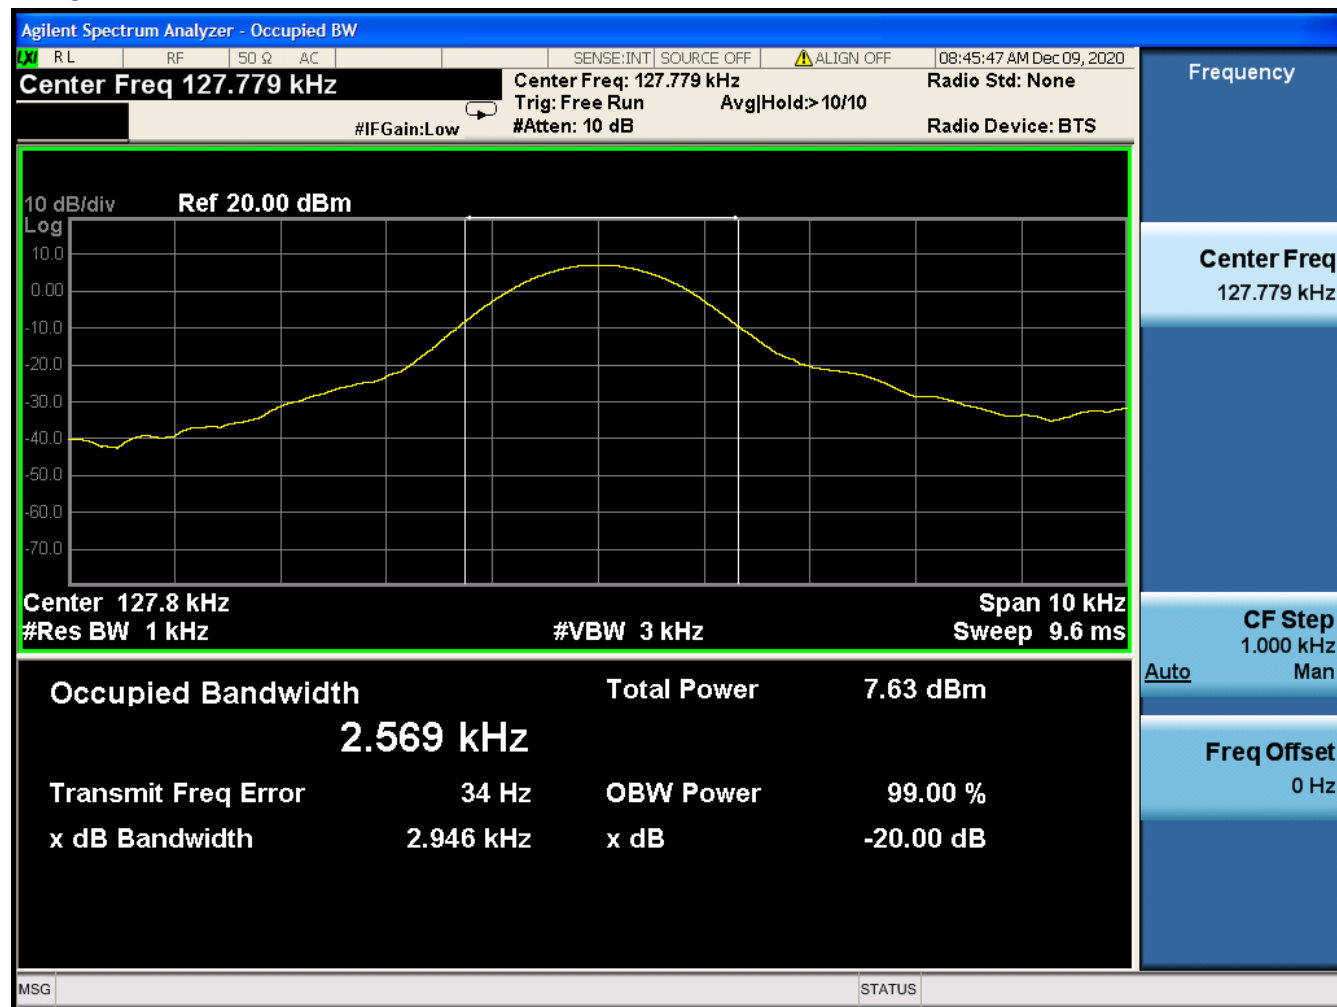 Agilent Spectrum Analyzer - Occupied BW
LXI RL RF 50 Ω AC SENSE:INT SOURCE OFF ALIGN OFF 08:45:47 AM Dec 09, 2020
Center Freq 127.779 kHz
Center Freq: 127.779 kHz
Radio Std: None
Trig: Free Run Avg|Hold:>10/10
#IFGain:Low
#Atten: 10 dB
Radio Device: BTS
10 dB/div Ref 20.00 dBm
Log
10.0
0.00
-10.0
-20.0
-30.0
-40.0
-50.0
-60.0
-70.0
Center 127.8 kHz Span 10 kHz
#Res BW 1 kHz #VBW 3 kHz Sweep 9.6 ms
Occupied Bandwidth Total Power 7.63 dBm
2.569 kHz
Transmit Freq Error 34 Hz OBW Power 99.00 %
x dB Bandwidth 2.946 kHz x dB -20.00 dB
Frequency
Center Freq
127.779 kHz
CF Step
1.000 kHz
Auto Man
Freq Offset
0 Hz
MSG STATUS